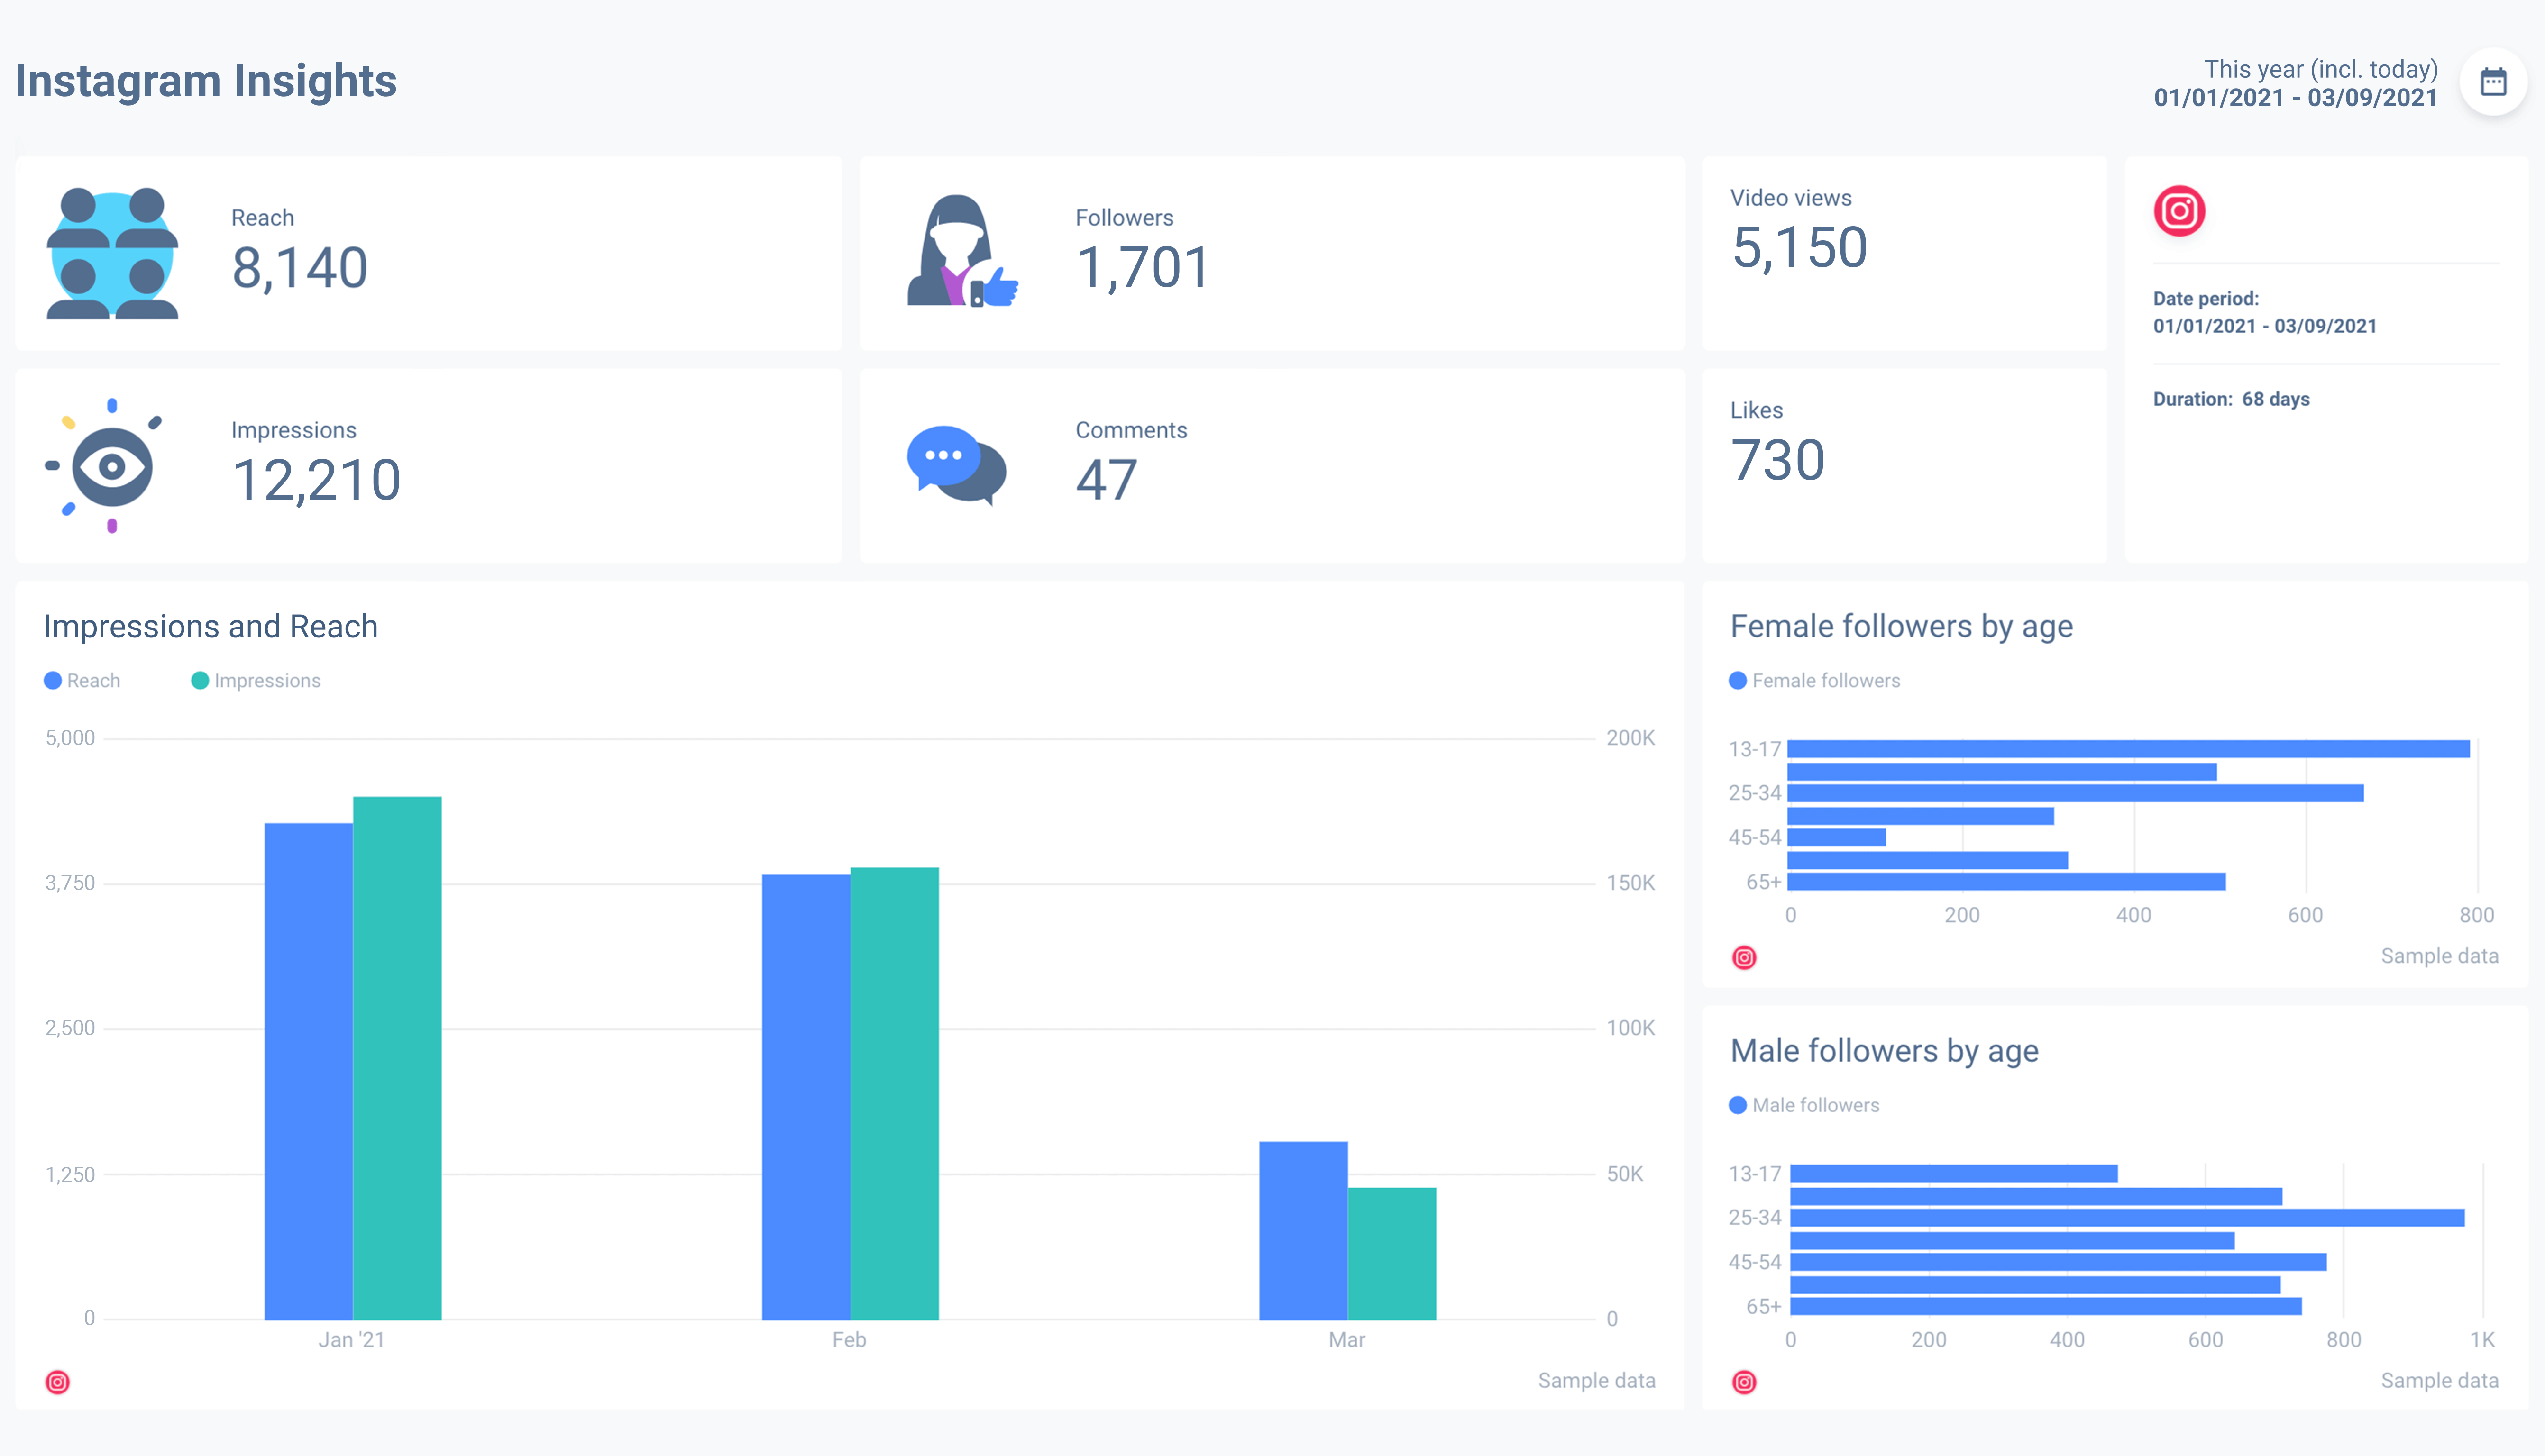 Instagram Insights
This year (incl. today)
01/01/2021 - 03/09/2021
Reach
8,140
Followers
1,701
Video views
5,150
Date period:
01/01/2021 - 03/09/2021
Duration: 68 days
Impressions
12,210
Comments
47
Likes
730
Impressions and Reach
Reach Impressions
5,000 200K
3,750 150K
2,500 100K
1,250 50K
0 0
Jan '21 Feb Mar
Sample data
Female followers by age
Female followers
13-17
25-34
45-54
65+
0 200 400 600 800
Sample data
Male followers by age
Male followers
13-17
25-34
45-54
65+
0 200 400 600 800 1K
Sample data